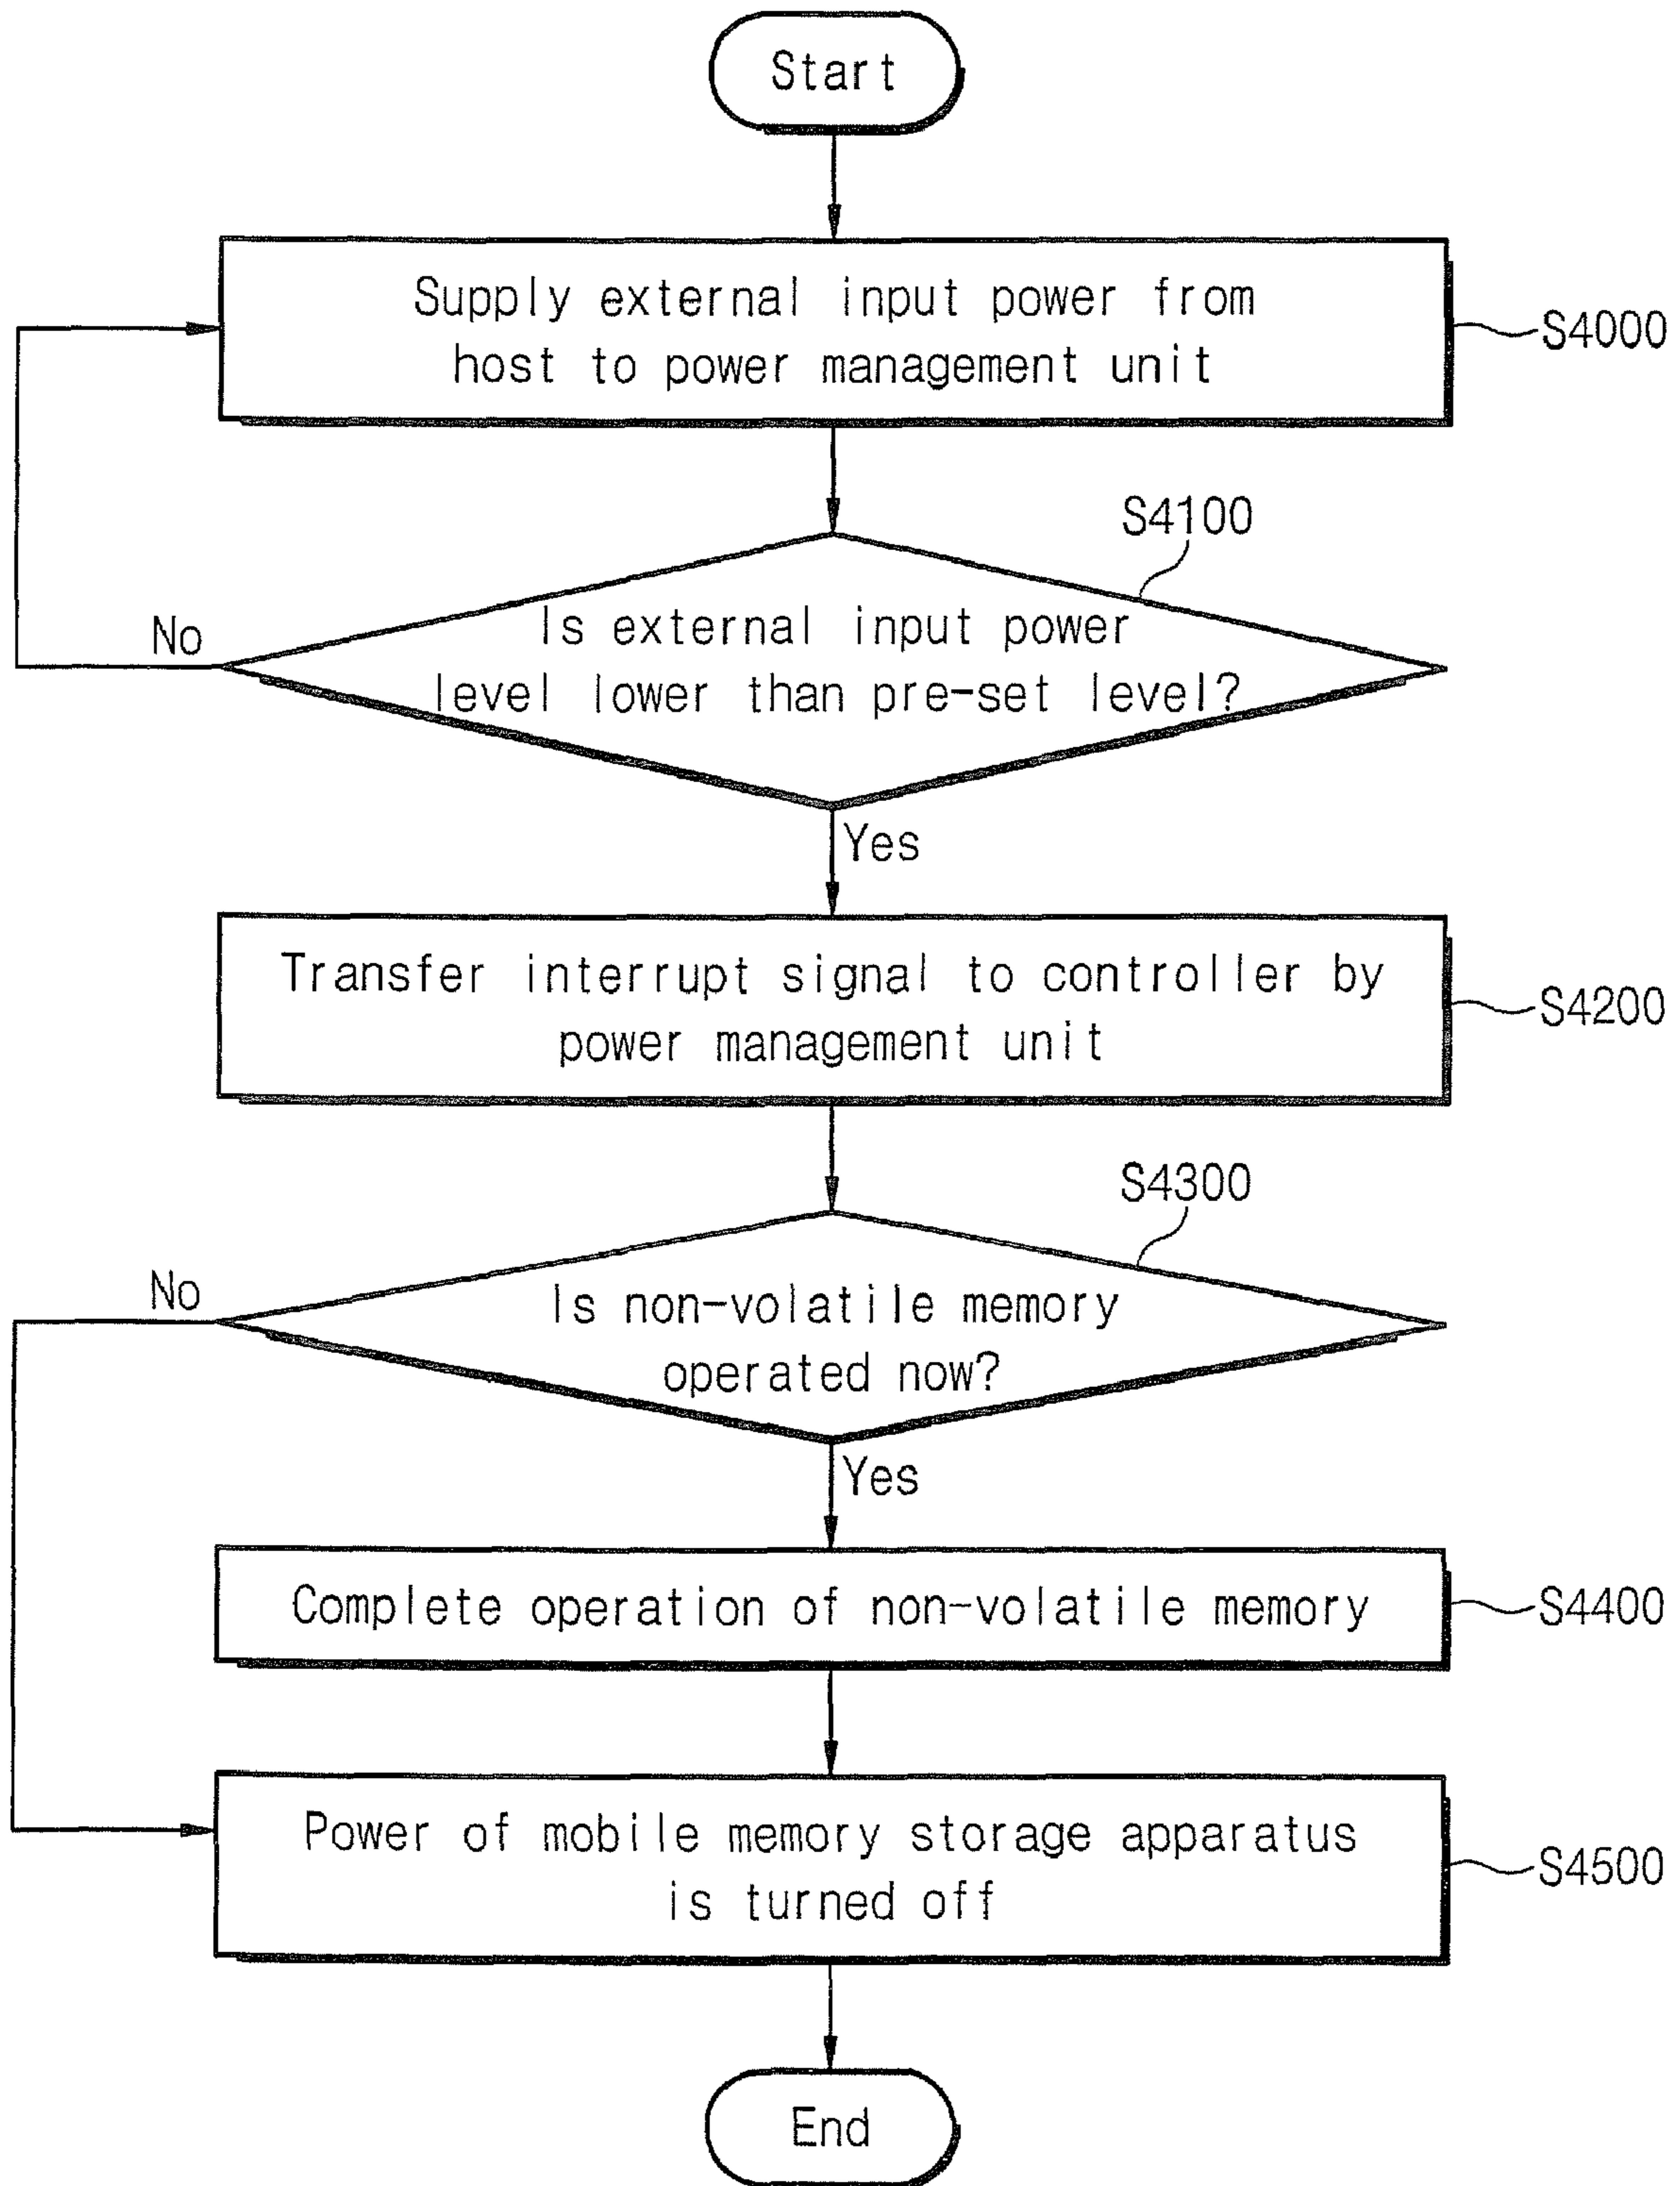 Start
Supply external input power from
host to power management unit
S4000
S4100
Is external input power
level lower than pre-set level?
No
Yes
Transfer interrupt signal to controller by
power management unit
S4200
S4300
Is non-volatile memory
operated now?
No
Yes
Complete operation of non-volatile memory
S4400
Power of mobile memory storage apparatus
is turned off
S4500
End